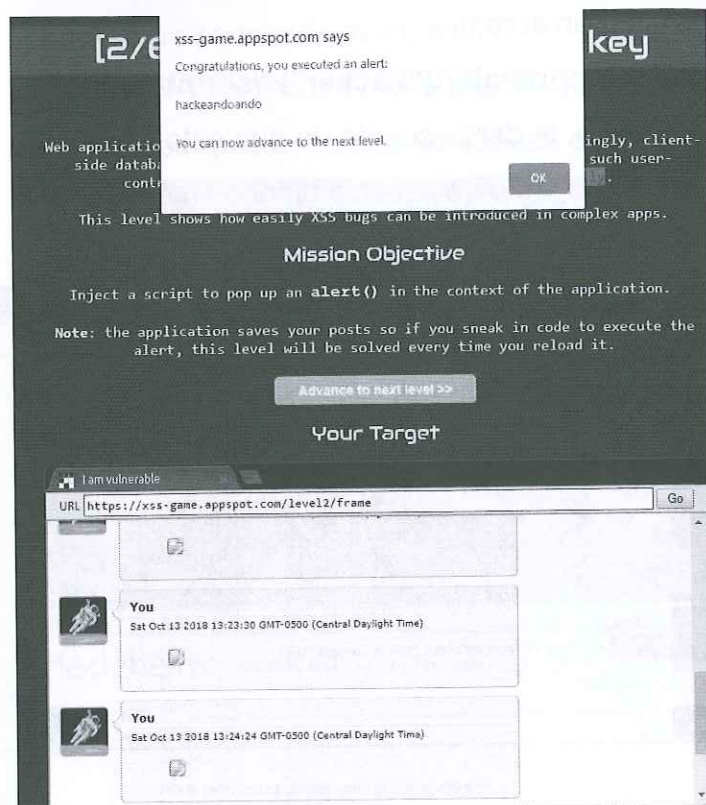 [2/6
key
xss-game.appspot.com says
Congratulations, you executed an alert:
hackeandoando
You can now advance to the next level.
OK
Web applicatio
ingly, client-
side databa
such user-
contr
.
This level shows how easily XSS bugs can be introduced in complex apps.
Mission Objective
Inject a script to pop up an alert() in the context of the application.
Note: the application saves your posts so if you sneak in code to execute the
alert, this level will be solved every time you reload it.
Advance to next level >>
Your Target
I am vulnerable
URL https://xss-game.appspot.com/level2/frame Go
You
Sat Oct 13 2018 13:23:30 GMT-0500 (Central Daylight Time)
You
Sat Oct 13 2018 13:24:24 GMT-0500 (Central Daylight Time)